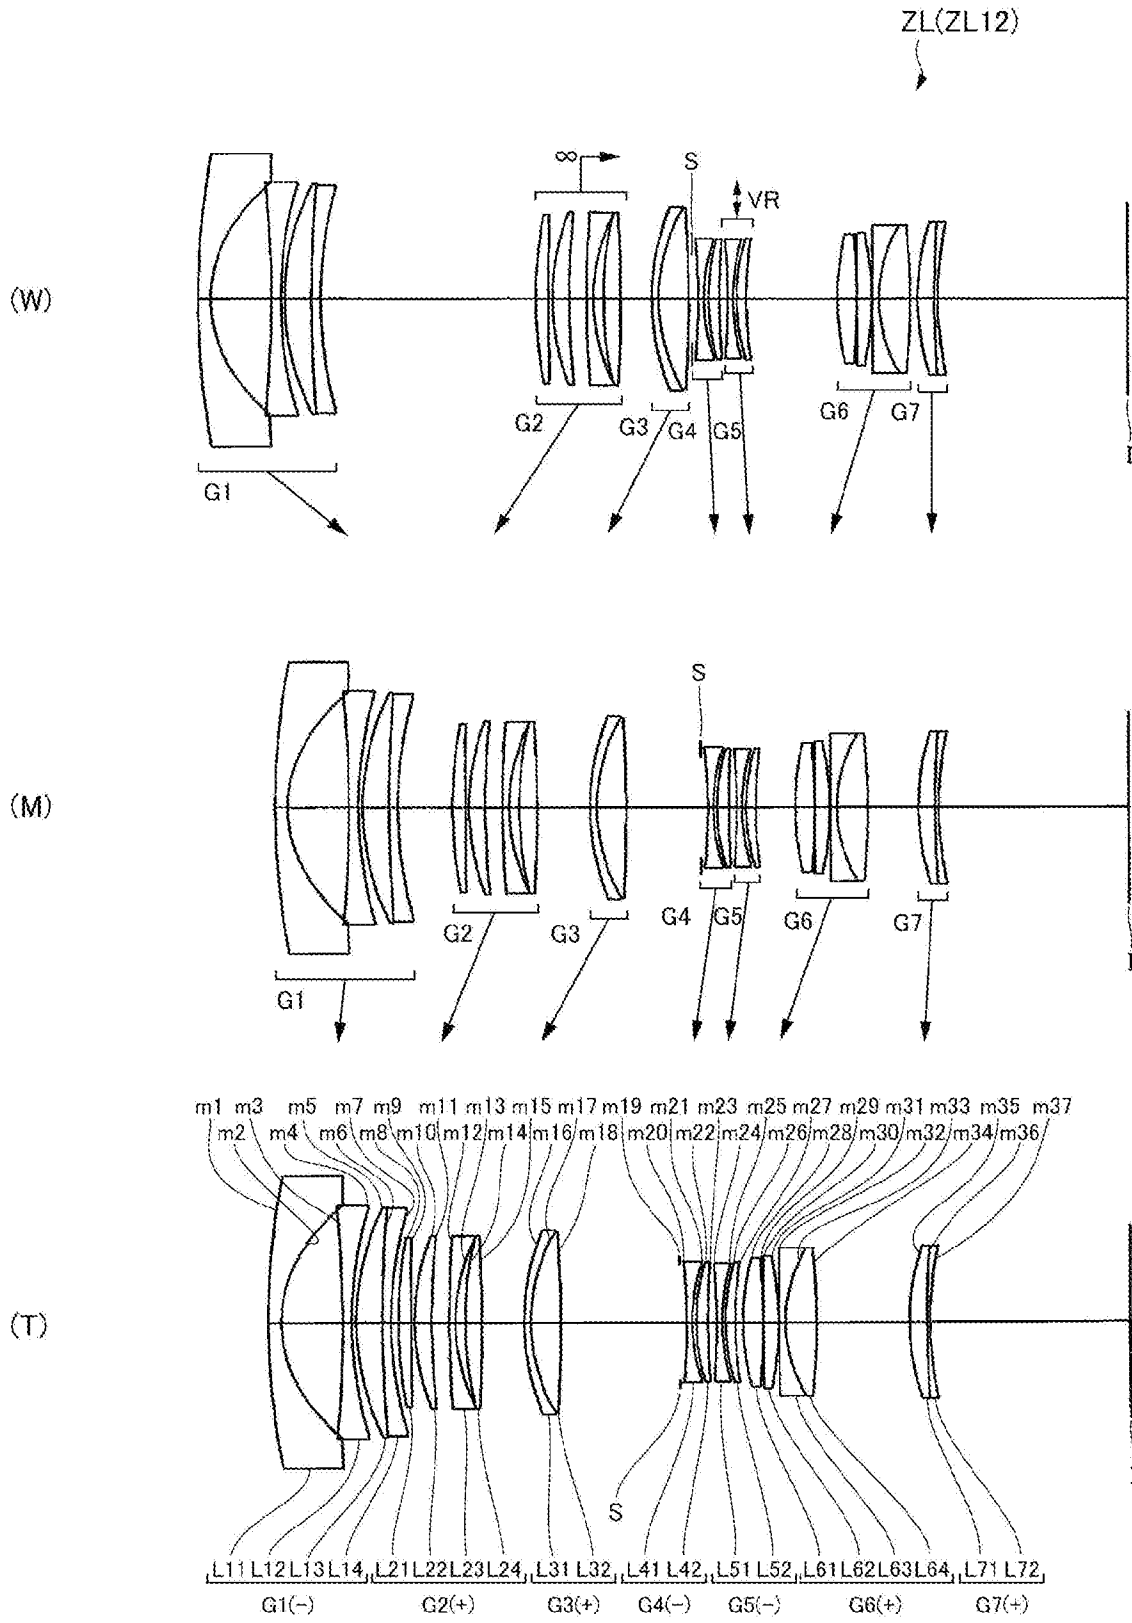 ZL(ZL12)
∞
S
VR
(W)
G2
G3
G4
G5
G6
G7
G1
S
(M)
G2
G3
G4
G5
G6
G7
G1
m1 m3 m5 m7 m9 m11 m13 m15 m17 m19 m21 m23 m25 m27 m29 m31 m33 m35 m37
m2 m4 m6 m8 m10 m12 m14 m16 m18 m20 m22 m24 m26 m28 m30 m32 m34 m36
(T)
S
L11 L12 L13 L14 L21 L22 L23 L24 L31 L32 L41 L42 L51 L52 L61 L62 L63 L64 L71 L72
G1(-) G2(+) G3(+) G4(-) G5(-) G6(+) G7(+)